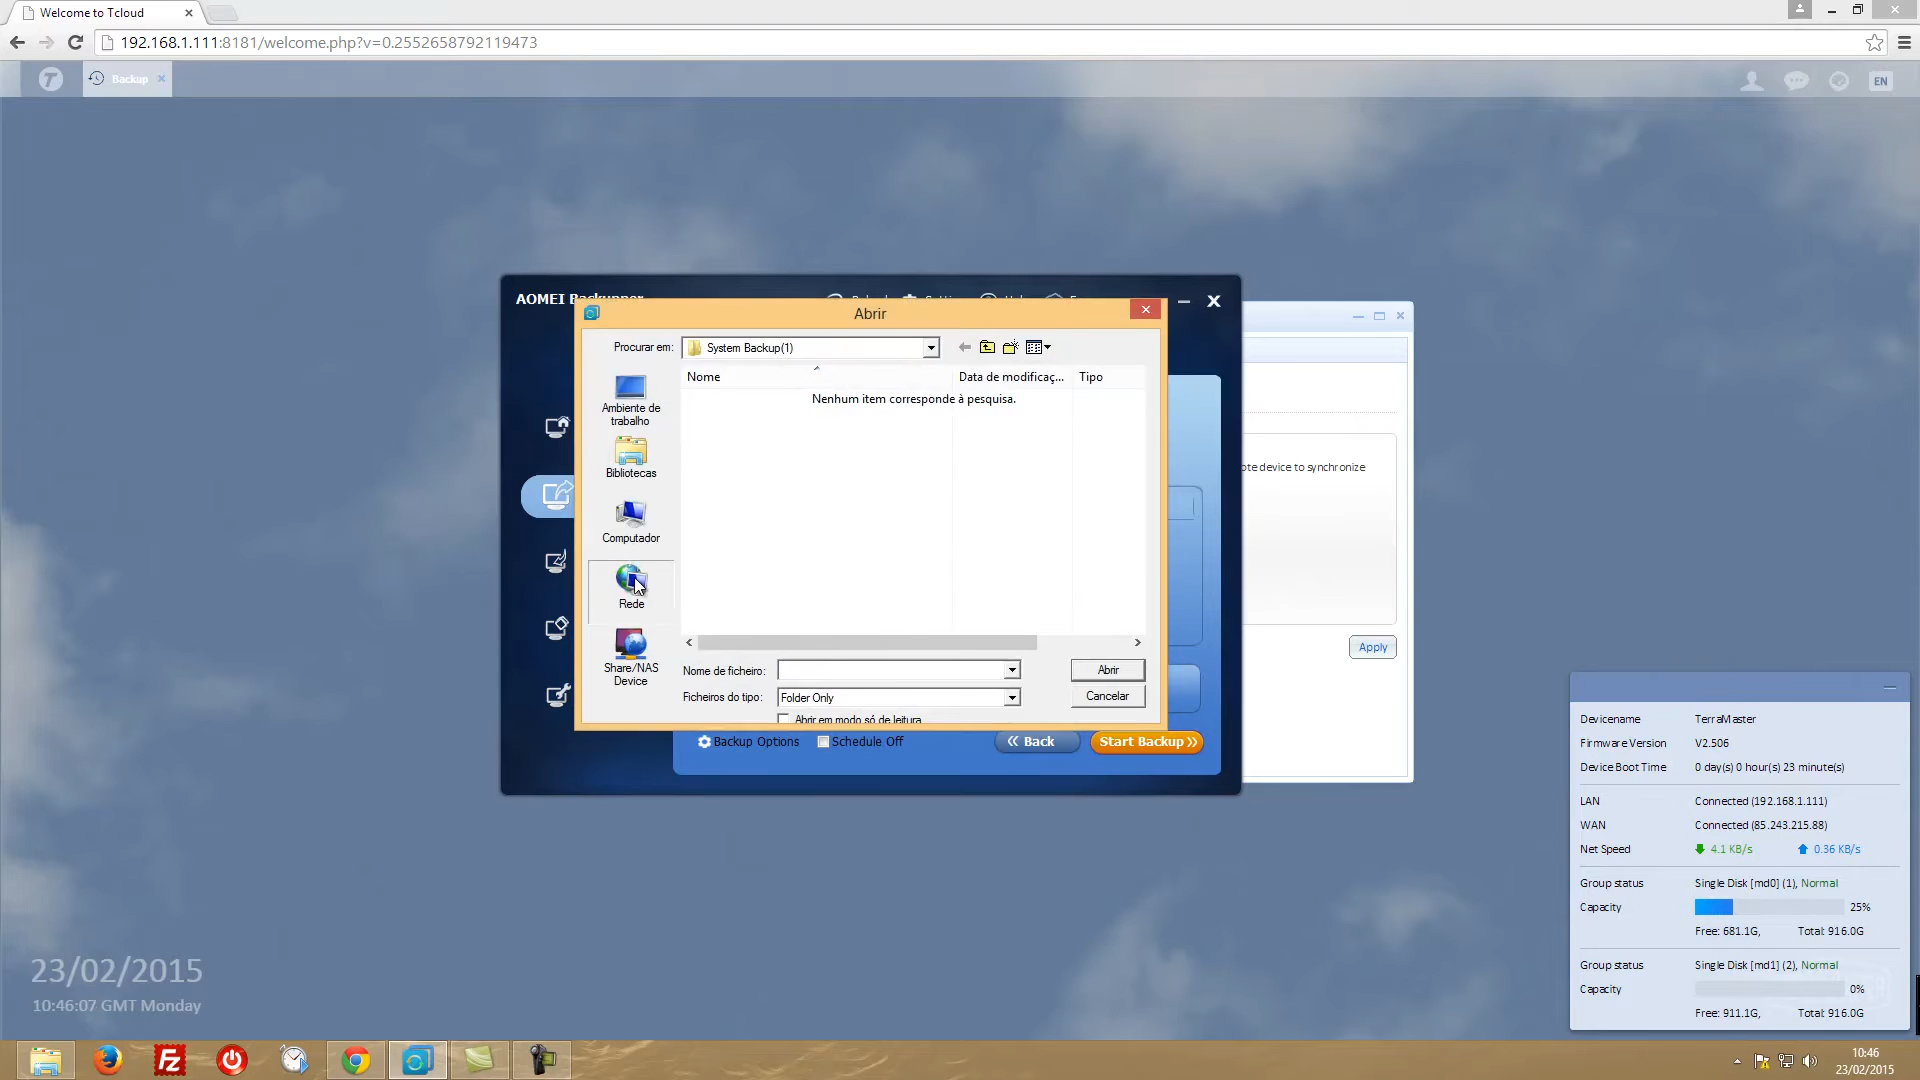 Welcome to Tcloud
192.168.1.111:8181/welcome.php?v=0.2552658792119473
Backup
EN
AOMEI Backupper
Abrir
Procurar em:
System Backup(1)
Nome
Data de modificaç...
Tipo
Nenhum item corresponde à pesquisa.
Ambiente de
trabalho
Bibliotecas
Computador
Rede
Share/NAS
Device
Nome de ficheiro:
Abrir
Ficheiros do tipo:
Folder Only
Cancelar
Abrir em modo só de leitura
Backup Options
Schedule Off
Back
Start Backup
ote device to synchronize
Apply
Devicename TerraMaster
Firmware Version V2.506
Device Boot Time 0 day(s) 0 hour(s) 23 minute(s)
LAN Connected (192.168.1.111)
WAN Connected (85.243.215.88)
Net Speed 4.1 KB/s 0.36 KB/s
Group status Single Disk [md0] (1), Normal
Capacity 25%
Free: 681.1G, Total: 916.0G
Group status Single Disk [md1] (2), Normal
Capacity 0%
Free: 911.1G, Total: 916.0G
23/02/2015
10:46:07 GMT Monday
10:46
23/02/2015